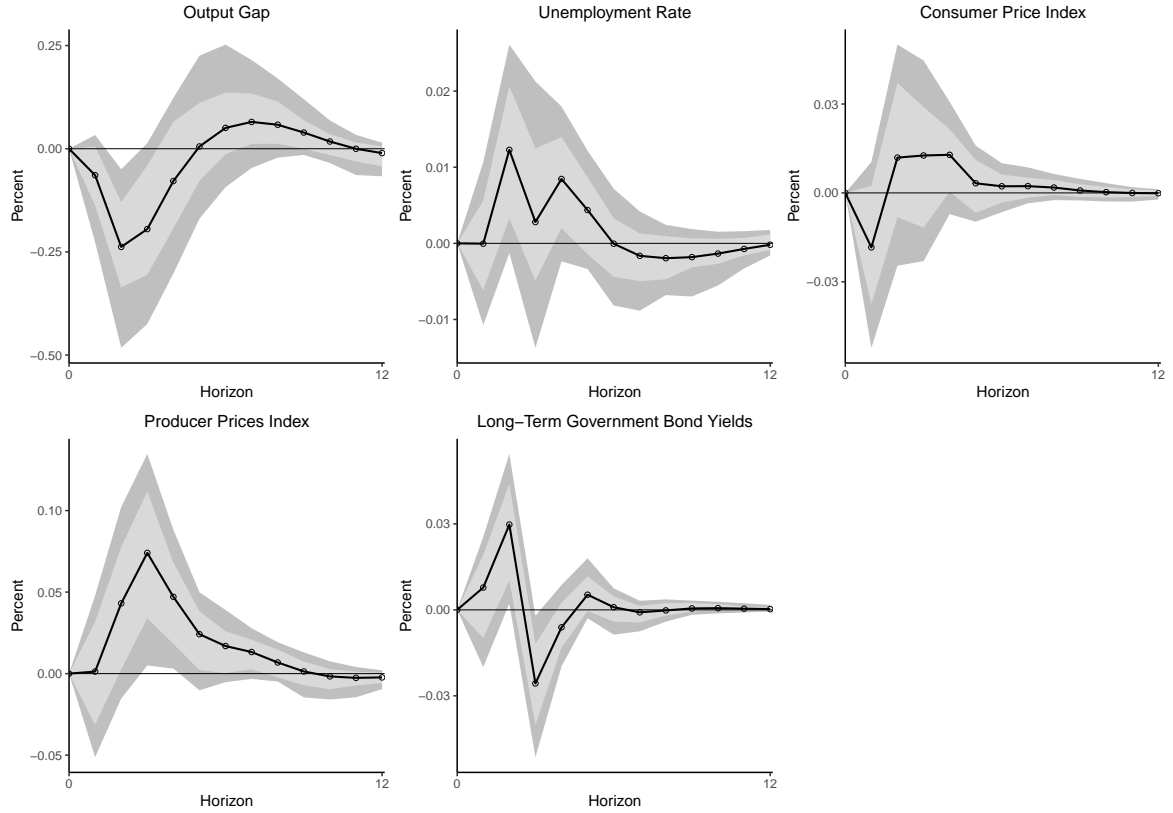 Output Gap
0.25
0.00
−0.25
−0.50
Percent
0
12
Horizon
Unemployment Rate
0.02
0.01
0.00
−0.01
Percent
0
12
Horizon
Consumer Price Index
0.03
0.00
−0.03
Percent
0
12
Horizon
Producer Prices Index
0.10
0.05
0.00
−0.05
Percent
0
12
Horizon
Long−Term Government Bond Yields
0.03
0.00
−0.03
Percent
0
12
Horizon